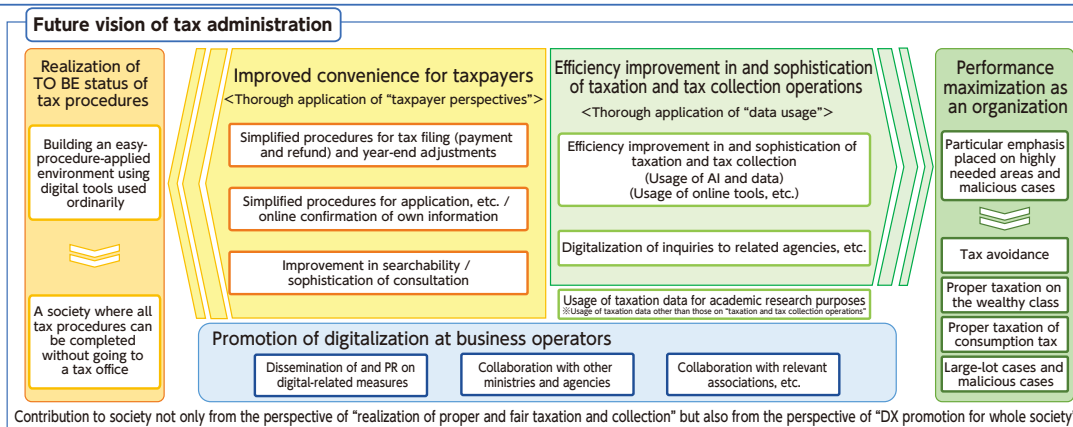 Future vision of tax administration
Realization of
TO BE status of
tax procedures
Building an easy-
procedure-applied
environment using
digital tools used
ordinarily
A society where all
tax procedures can
be completed
without going to
a tax office
Improved convenience for taxpayers
<Thorough application of “taxpayer perspectives”>
Simplified procedures for tax filing (payment
and refund) and year-end adjustments
Simplified procedures for application, etc. /
online confirmation of own information
Improvement in searchability /
sophistication of consultation
Efficiency improvement in and sophistication
of taxation and tax collection operations
<Thorough application of “data usage”>
Efficiency improvement in and sophistication of
taxation and tax collection
(Usage of AI and data)
(Usage of online tools, etc.)
Digitalization of inquiries to related agencies, etc.
Usage of taxation data for academic research purposes
※Usage of taxation data other than those on “taxation and tax collection operations”
Performance
maximization as
an organization
Particular emphasis
placed on highly
needed areas and
malicious cases
Tax avoidance
Proper taxation on
the wealthy class
Proper taxation of
consumption tax
Large-lot cases and
malicious cases
Promotion of digitalization at business operators
Dissemination of and PR on
digital-related measures
Collaboration with other
ministries and agencies
Collaboration with relevant
associations, etc.
Contribution to society not only from the perspective of “realization of proper and fair taxation and collection” but also from the perspective of “DX promotion for whole society”